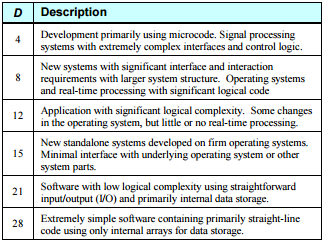 D Description
4 Development primarily using microcode. Signal processing
systems with extremely complex interfaces and control logic.
8 New systems with significant interface and interaction
requirements with larger system structure. Operating systems
and real-time processing with significant logical code
12 Application with significant logical complexity. Some changes
in the operating system, but little or no real-time processing.
15 New standalone systems developed on firm operating systems.
Minimal interface with underlying operating system or other
system parts.
21 Software with low logical complexity using straightforward
input/output (I/O) and primarily internal data storage.
28 Extremely simple software containing primarily straight-line
code using only internal arrays for data storage.